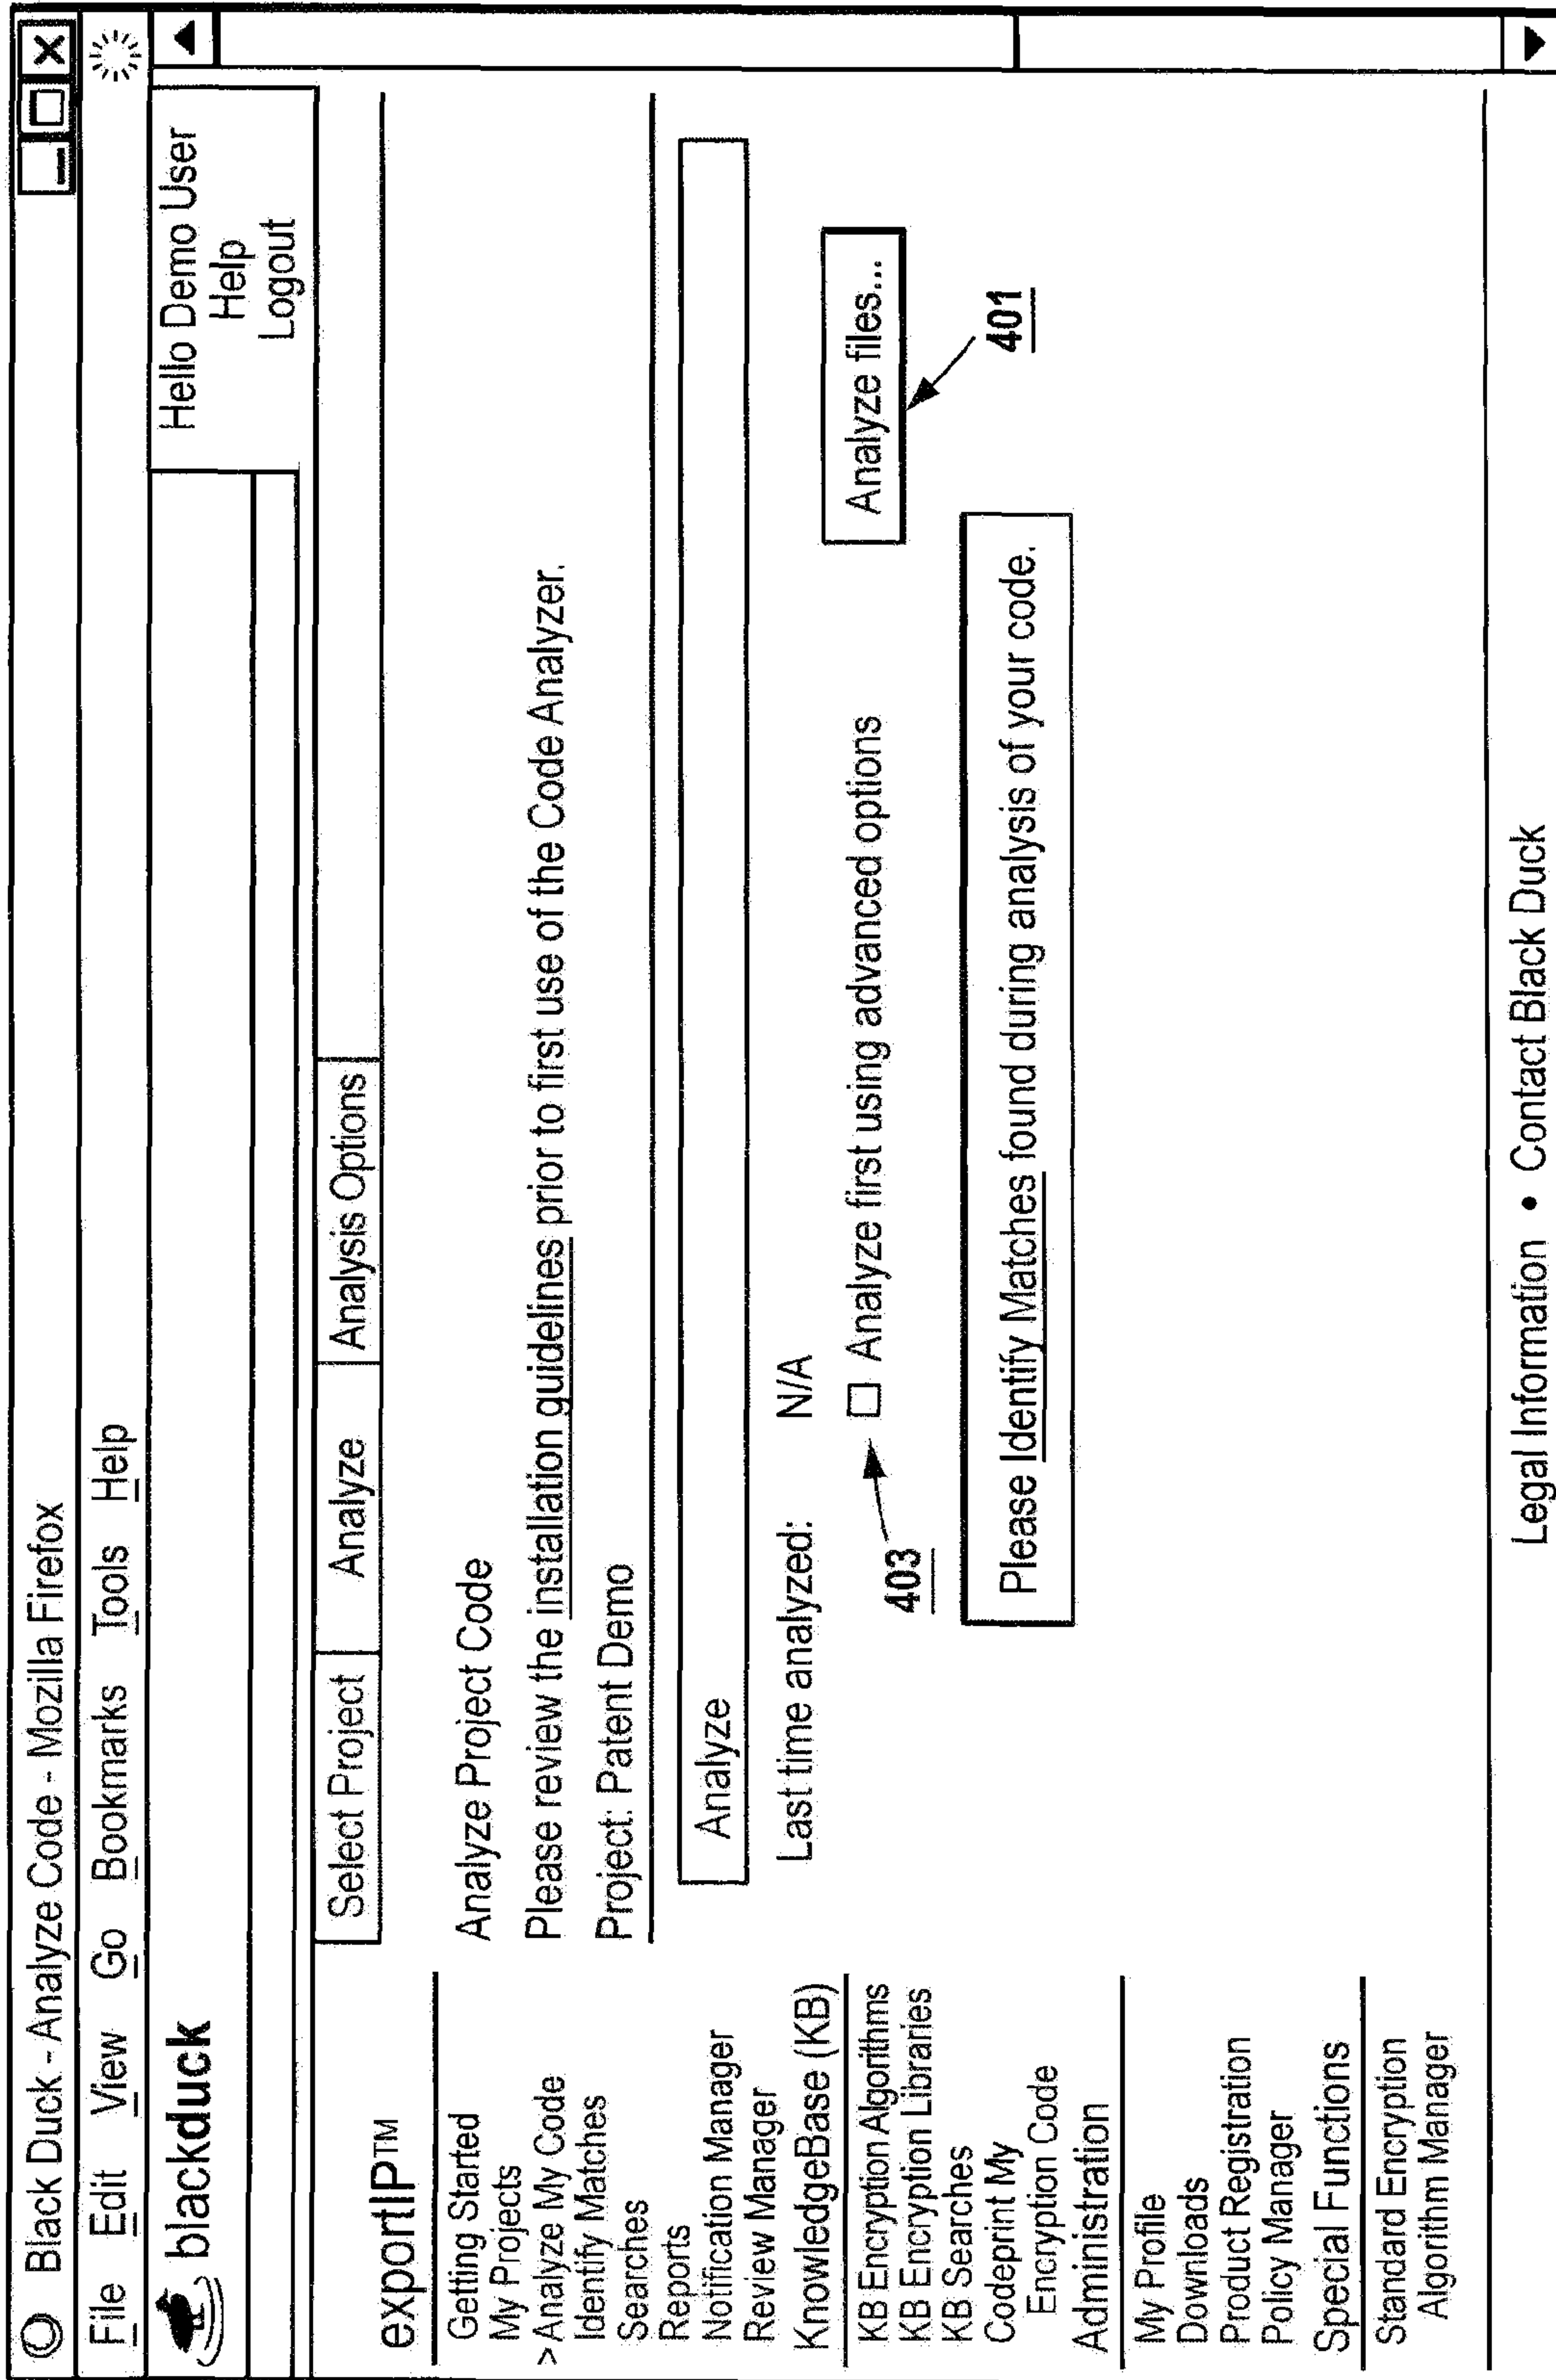 Black Duck - Analyze Code - Mozilla Firefox
File Edit View Go Bookmarks Tools Help
blackduck
Hello Demo User
Help
Logout
Select Project Analyze Analysis Options
exportIP™
Getting Started
My Projects
> Analyze My Code
Identify Matches
Searches
Reports
Notification Manager
Review Manager
KnowledgeBase (KB)
KB Encryption Algorithms
KB Encryption Libraries
KB Searches
Codeprint My
Encryption Code
Administration
My Profile
Downloads
Product Registration
Policy Manager
Special Functions
Standard Encryption
Algorithm Manager
Analyze Project Code
Please review the installation guidelines prior to first use of the Code Analyzer.
Project: Patent Demo
Analyze
Last time analyzed: N/A
Analyze first using advanced options
Analyze files...
403
401
Please Identify Matches found during analysis of your code.
Legal Information • Contact Black Duck